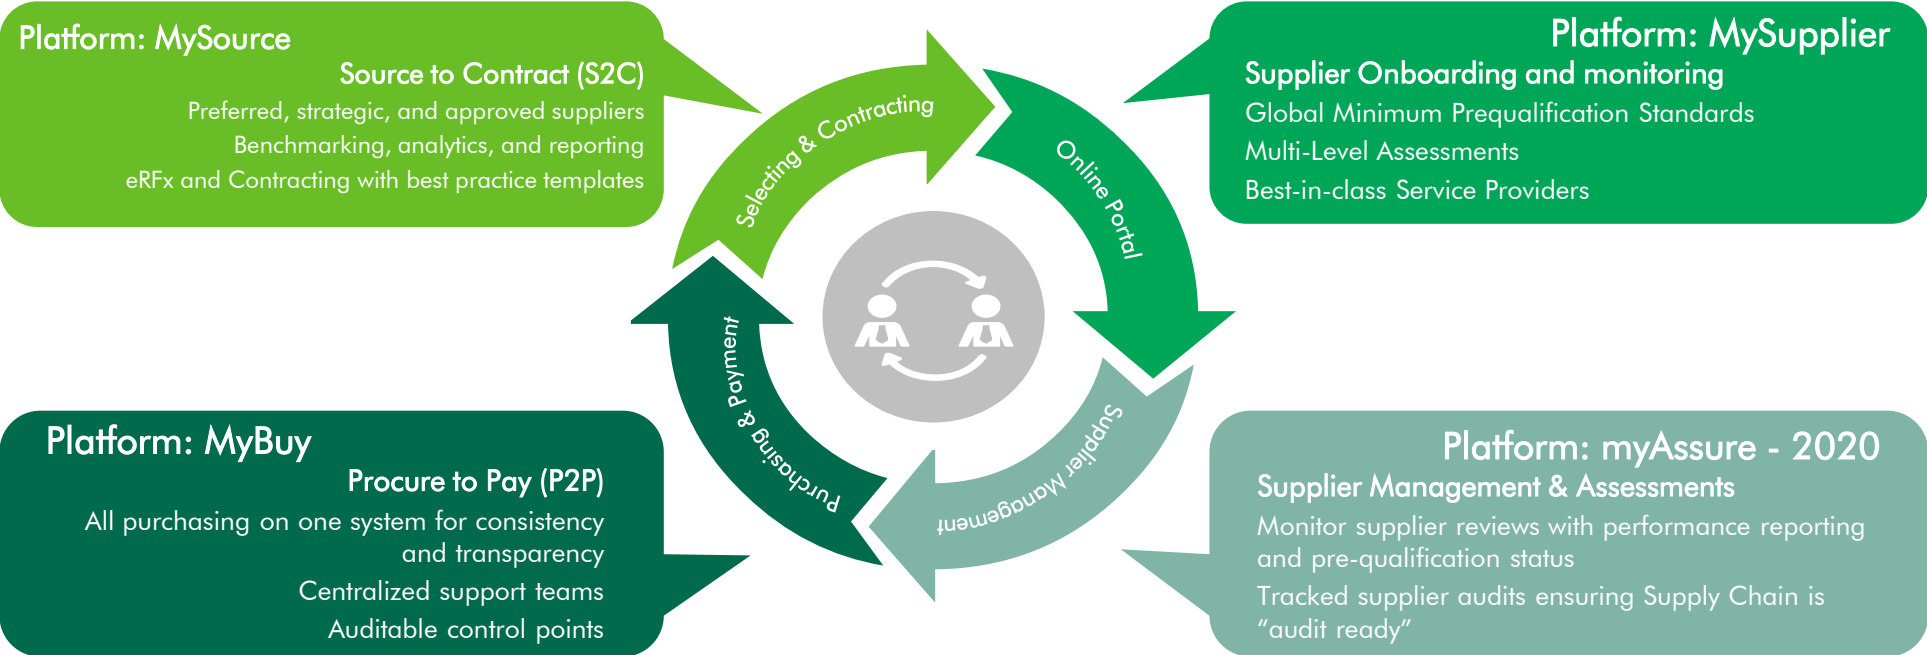 Platform: MySource
Source to Contract (S2C)
Preferred, strategic, and approved suppliers
Benchmarking, analytics, and reporting
eRFx and Contracting with best practice templates
Platform: MySupplier
Supplier Onboarding and monitoring
Global Minimum Prequalification Standards
Multi-Level Assessments
Best-in-class Service Providers
Selecting & Contracting
Online Portal
Supplier Management
Purchasing & Payment
Platform: MyBuy
Procure to Pay (P2P)
All purchasing on one system for consistency
and transparency
Centralized support teams
Auditable control points
Platform: myAssure - 2020
Supplier Management & Assessments
Monitor supplier reviews with performance reporting
and pre-qualification status
Tracked supplier audits ensuring Supply Chain is
“audit ready”